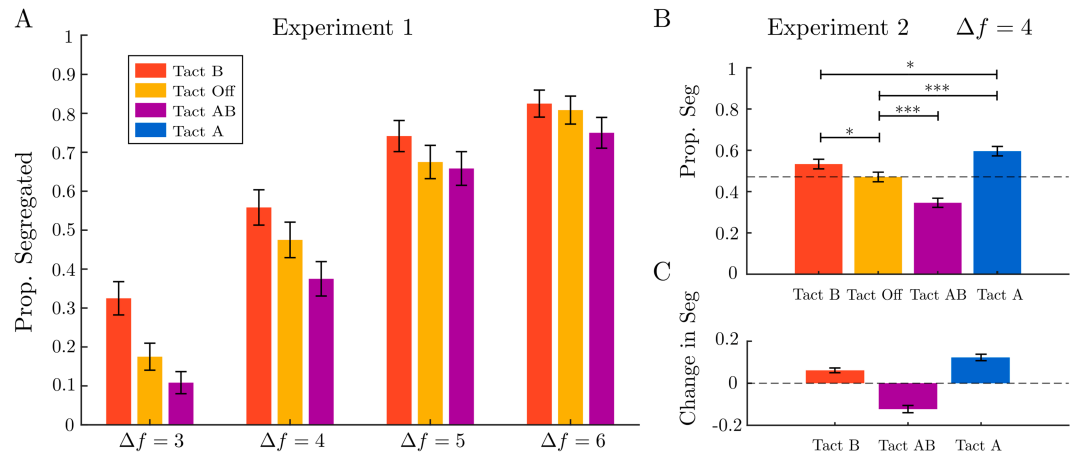 A
Experiment 1
Tact B
Tact Off
Tact AB
Tact A
Prop. Segregated
1
0.9
0.8
0.7
0.6
0.5
0.4
0.3
0.2
0.1
0
Δf = 3
Δf = 4
Δf = 5
Δf = 6
B
Experiment 2
Δf = 4
Prop. Seg
1
0.8
0.6
0.4
0.2
0
*
***
***
*
Tact B
Tact Off
Tact AB
Tact A
C
Change in Seg
0.2
0
-0.2
Tact B
Tact AB
Tact A